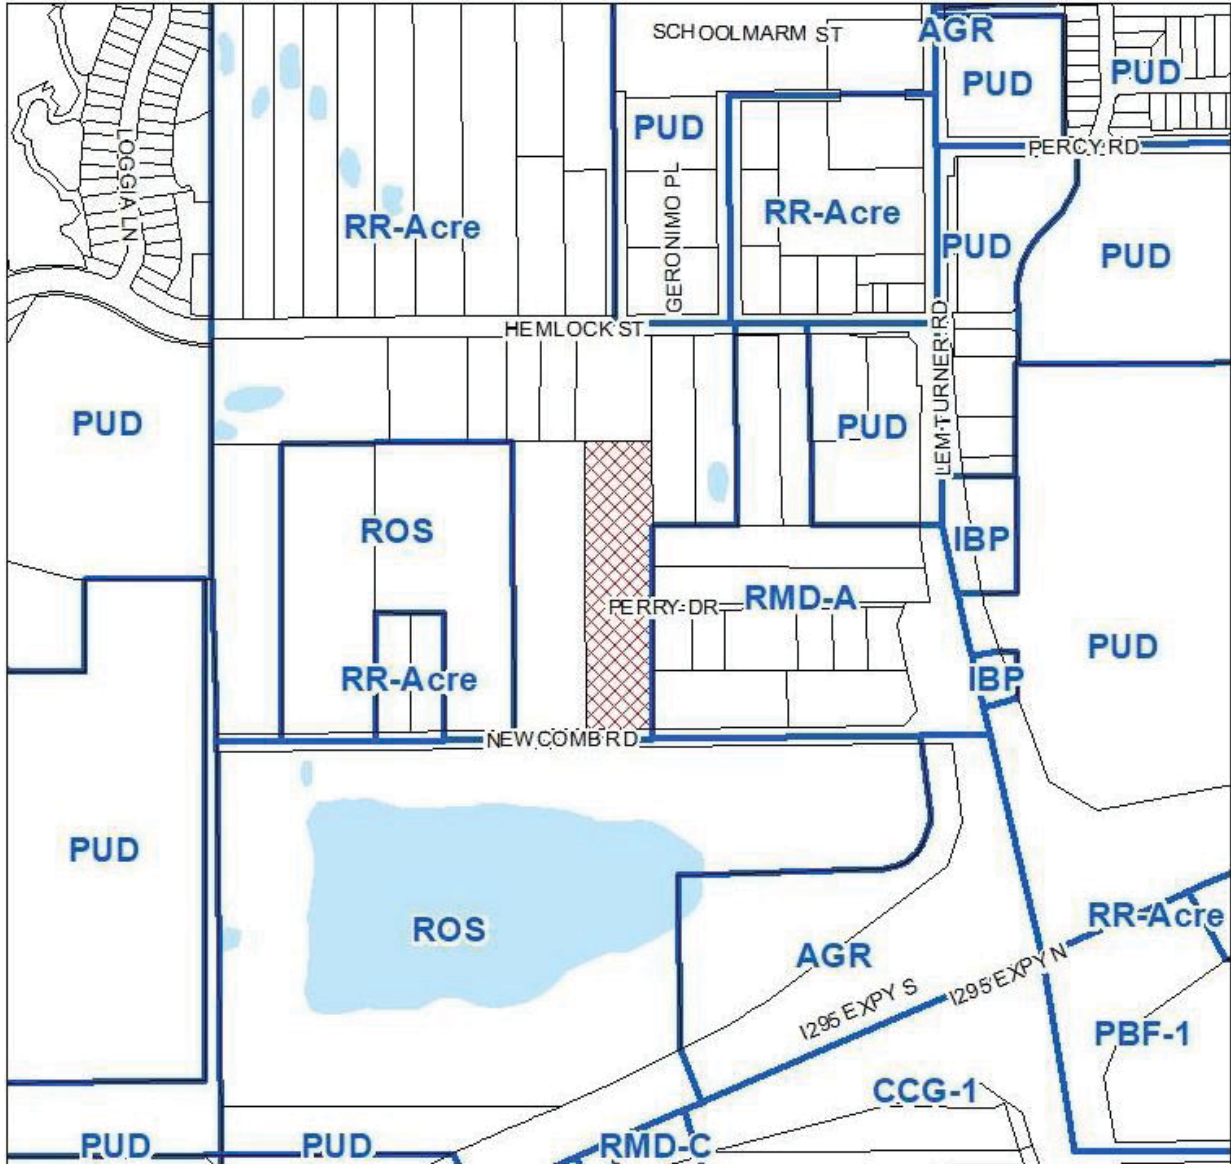 SCHOOLMARM ST
AGR
PUD
PUD
PUD
PERCY RD
LOGGIA LN
RR-Acre
GERONIMO PL
RR-Acre
PUD
PUD
HEMLOCK ST
LEM TURNER RD
PUD
PUD
ROS
IBP
PERRY DR
RMD-A
RR-Acre
IBP
PUD
NEWCOMB RD
PUD
ROS
AGR
RR-Acre
I295 EXPY S
I295 EXPY N
PBF-1
CCG-1
PUD
PUD
RMD-C